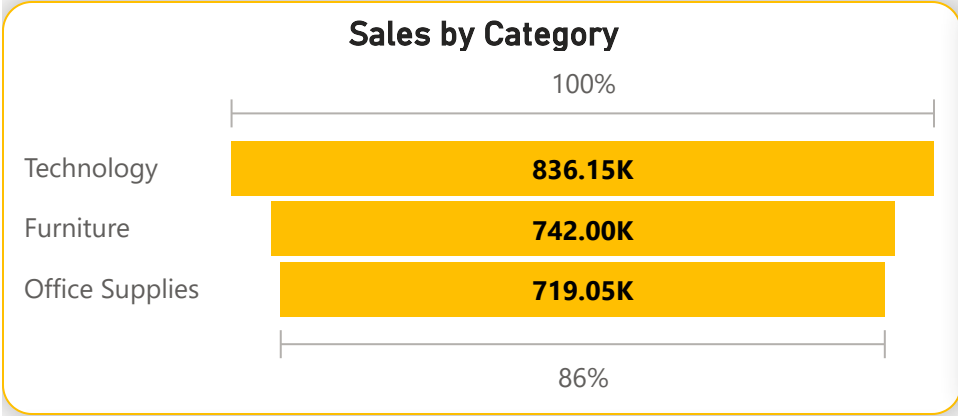 Sales by Category
100%
Technology 836.15K
Furniture 742.00K
Office Supplies 719.05K
86%